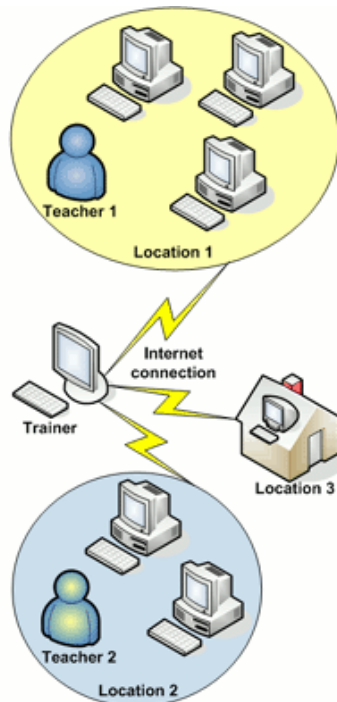 Teacher 1
Location 1
Internet
connection
Trainer
Location 3
Teacher 2
Location 2